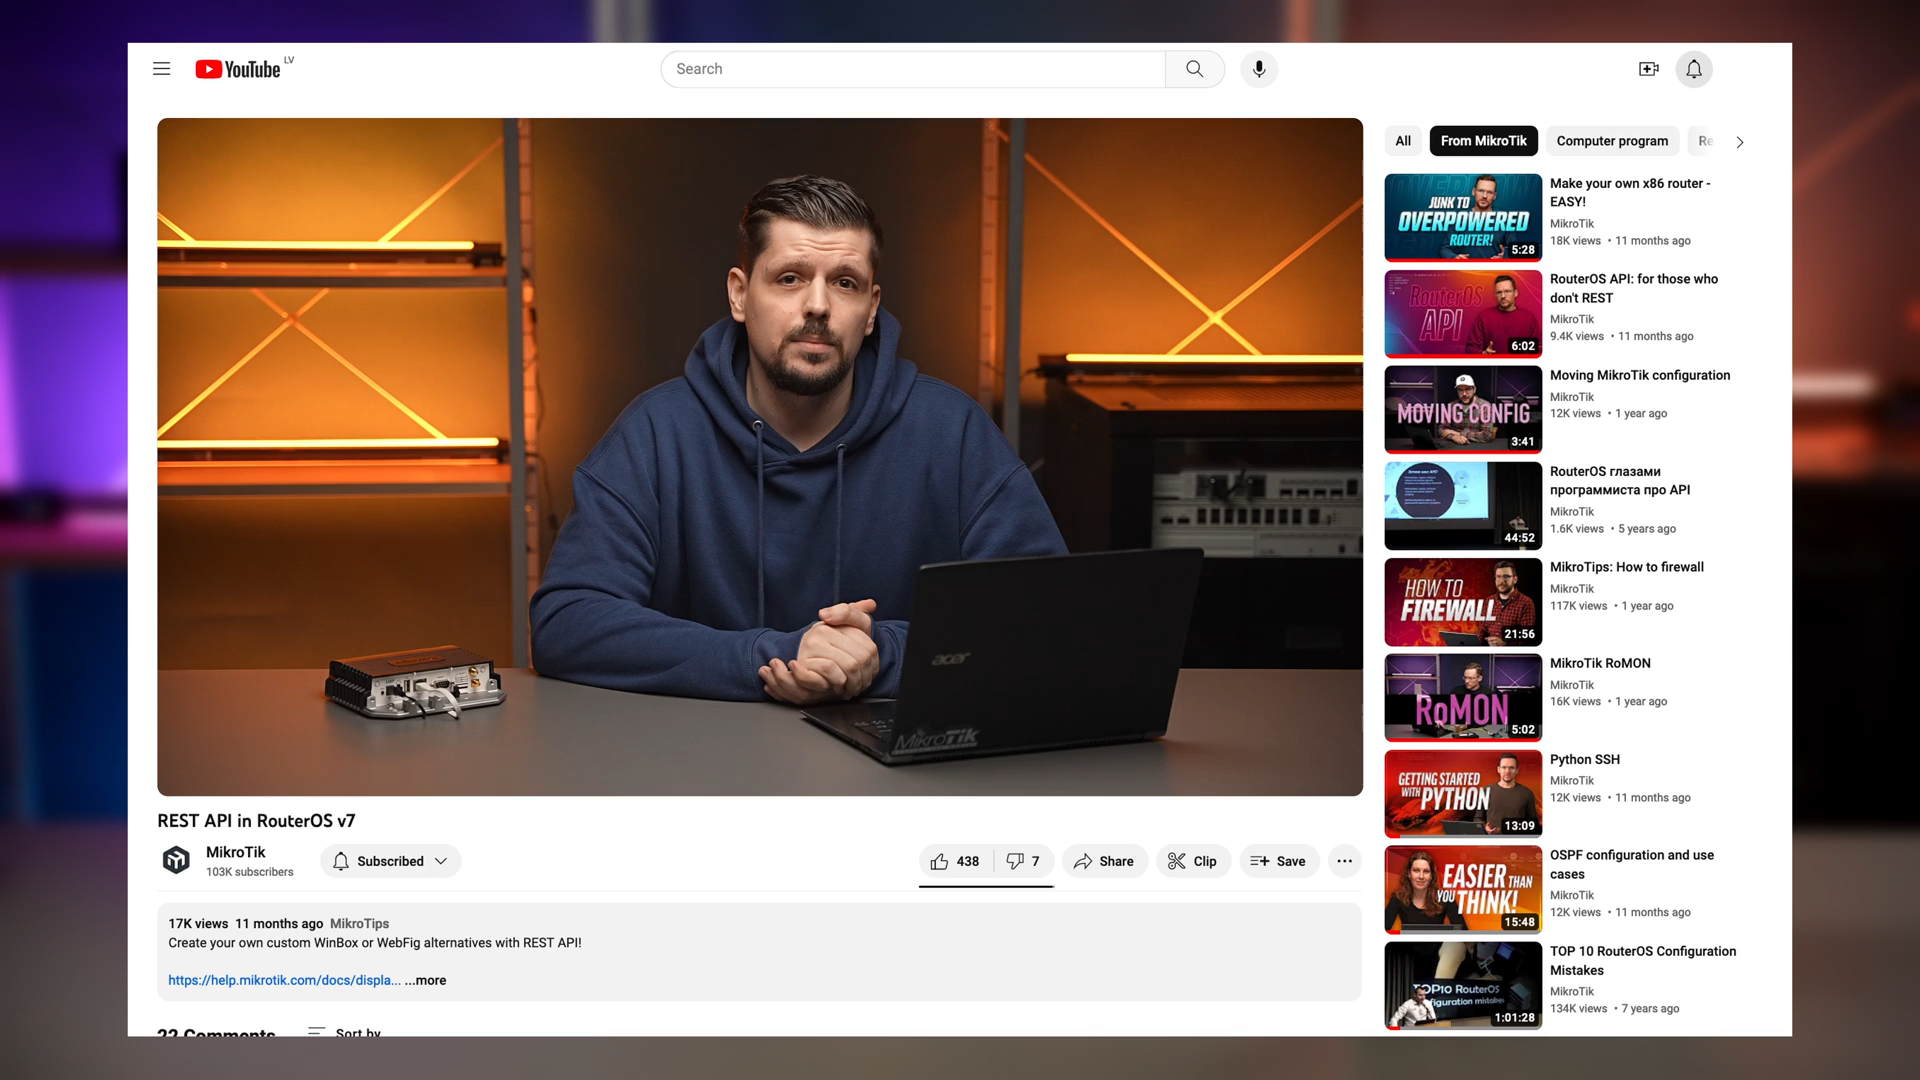 YouTube LV
Search
acer
MikroTik
REST API in RouterOS v7
MikroTik
103K subscribers
Subscribed
438
7
Share
Clip
Save
17K views 11 months ago MikroTips
Create your own custom WinBox or WebFig alternatives with REST API!
https://help.mikrotik.com/docs/displa... ...more
22 Comments
Sort by
All
From MikroTik
Computer program
Re
JUNK TO
OVERPOWERED
ROUTER!
5:28
Make your own x86 router -
EASY!
MikroTik
18K views • 11 months ago
RouterOS
API
6:02
RouterOS API: for those who
don't REST
MikroTik
9.4K views • 11 months ago
MOVING CONFIG
3:41
Moving MikroTik configuration
MikroTik
12K views • 1 year ago
44:52
RouterOS глазами
программиста про API
MikroTik
1.6K views • 5 years ago
HOW TO
FIREWALL
21:56
MikroTips: How to firewall
MikroTik
117K views • 1 year ago
RoMON
5:02
MikroTik RoMON
MikroTik
16K views • 1 year ago
GETTING STARTED
WITH PYTHON
13:09
Python SSH
MikroTik
12K views • 11 months ago
EASIER THAN
YOU THINK!
15:48
OSPF configuration and use
cases
MikroTik
12K views • 11 months ago
TOP10 RouterOS
figuration mistakes
1:01:28
TOP 10 RouterOS Configuration
Mistakes
MikroTik
134K views • 7 years ago